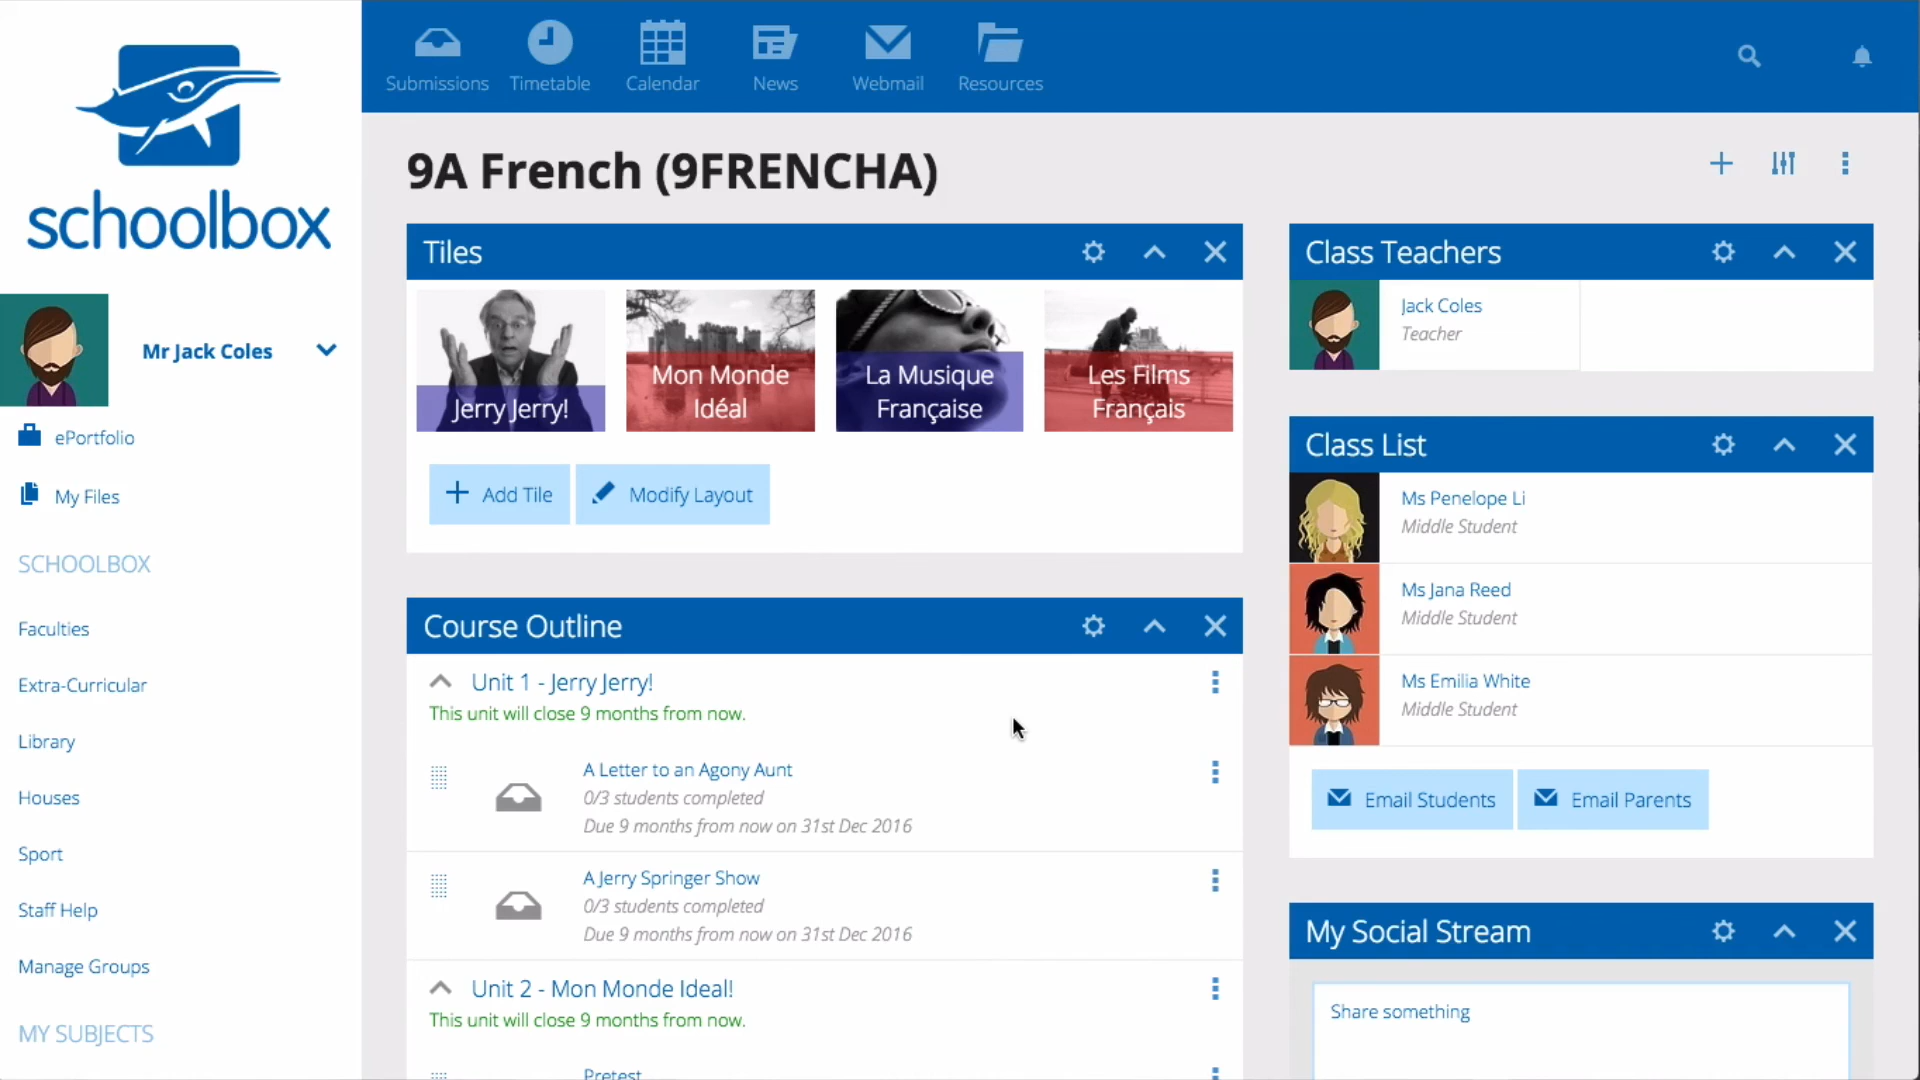 schoolbox
Mr Jack Coles
ePortfolio
My Files
SCHOOLBOX
Faculties
Extra-Curricular
Library
Houses
Sport
Staff Help
Manage Groups
MY SUBJECTS
Submissions
Timetable
Calendar
News
Webmail
Resources
9A French (9FRENCHA)
Tiles
Jerry Jerry!
Mon Monde
Idéal
La Musique
Française
Les Films
Français
Add Tile
Modify Layout
Course Outline
Unit 1 - Jerry Jerry!
This unit will close 9 months from now.
A Letter to an Agony Aunt
0/3 students completed
Due 9 months from now on 31st Dec 2016
A Jerry Springer Show
0/3 students completed
Due 9 months from now on 31st Dec 2016
Unit 2 - Mon Monde Ideal!
This unit will close 9 months from now.
Pretest
Class Teachers
Jack Coles
Teacher
Class List
Ms Penelope Li
Middle Student
Ms Jana Reed
Middle Student
Ms Emilia White
Middle Student
Email Students
Email Parents
My Social Stream
Share something